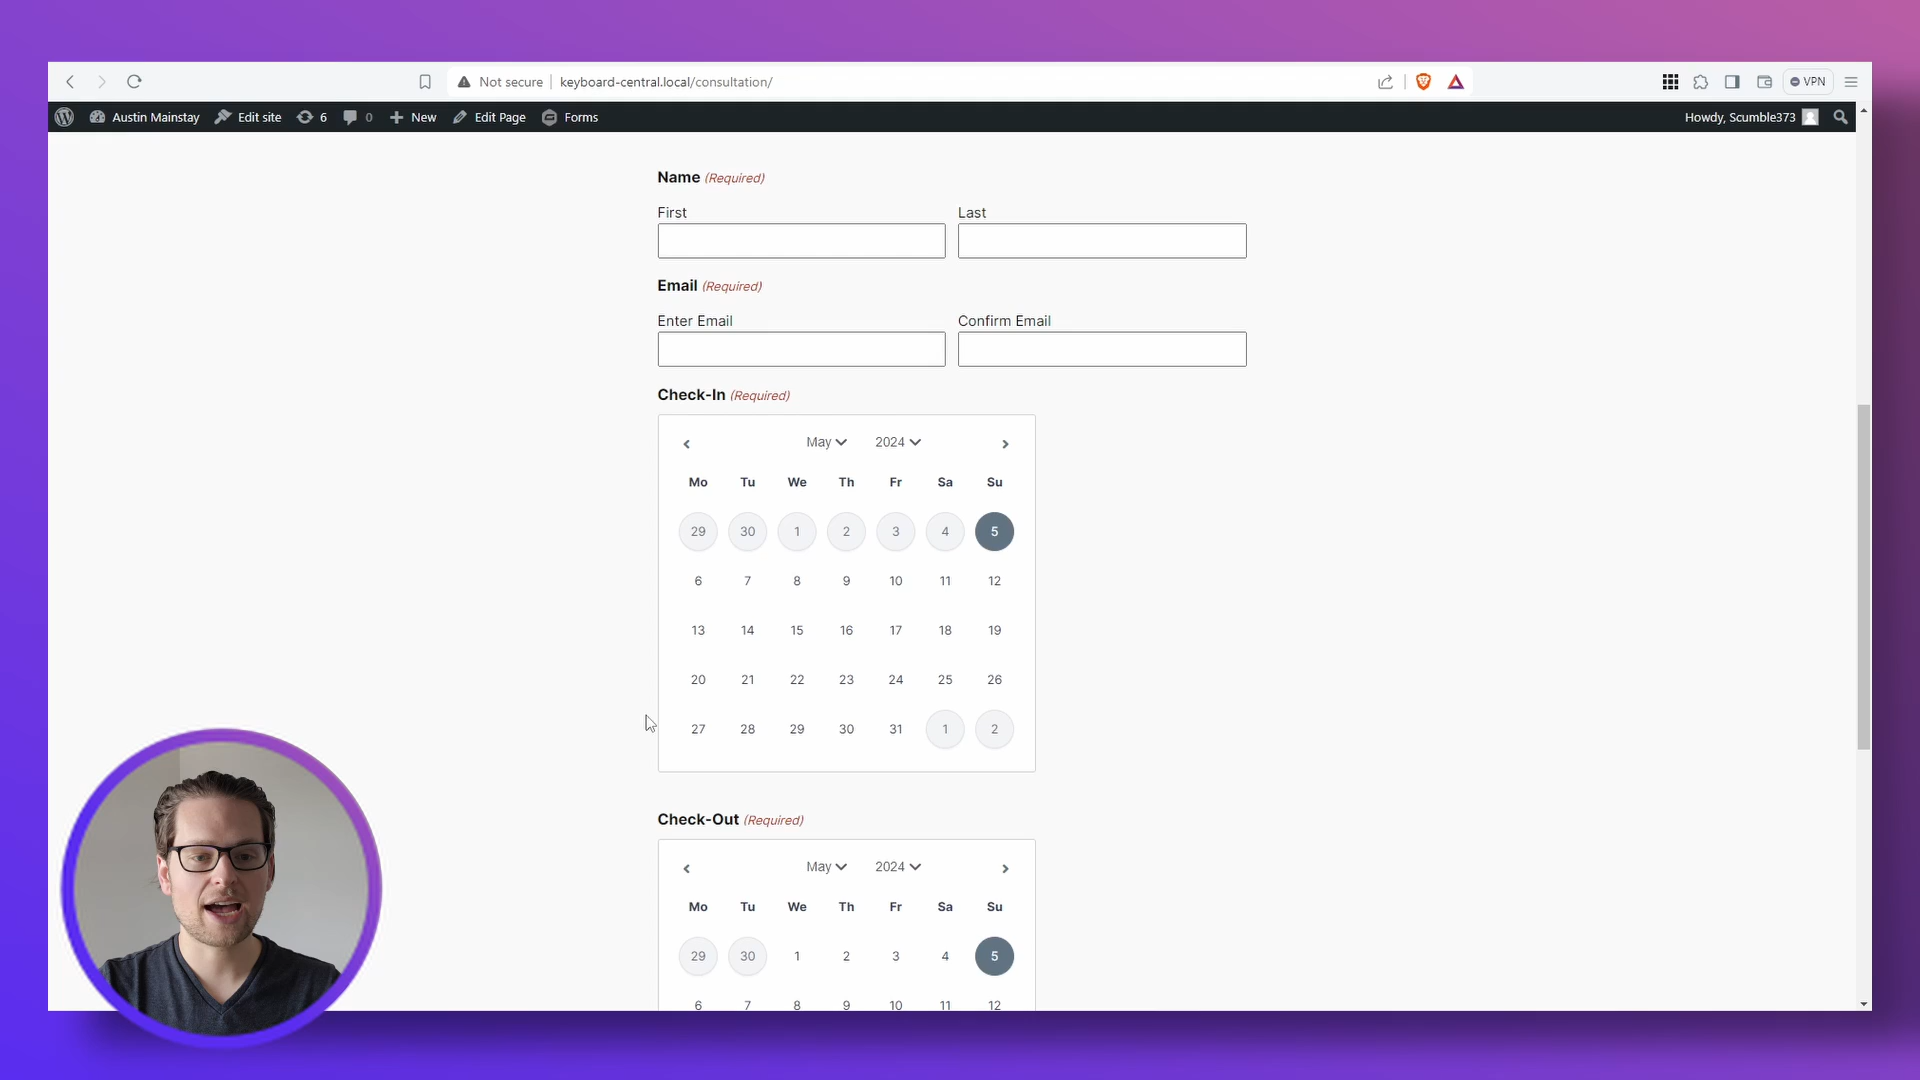 Not secure keyboard-central.local/consultation/ VPN
Austin Mainstay Edit site 6 0 New Edit Page Forms Howdy, Scumble373
Name (Required)
First Last
Email (Required)
Enter Email Confirm Email
Check-In (Required)
May 2024
Mo Tu We Th Fr Sa Su
29 30 1 2 3 4 5
6 7 8 9 10 11 12
13 14 15 16 17 18 19
20 21 22 23 24 25 26
27 28 29 30 31 1 2
Check-Out (Required)
May 2024
Mo Tu We Th Fr Sa Su
29 30 1 2 3 4 5
6 7 8 9 10 11 12